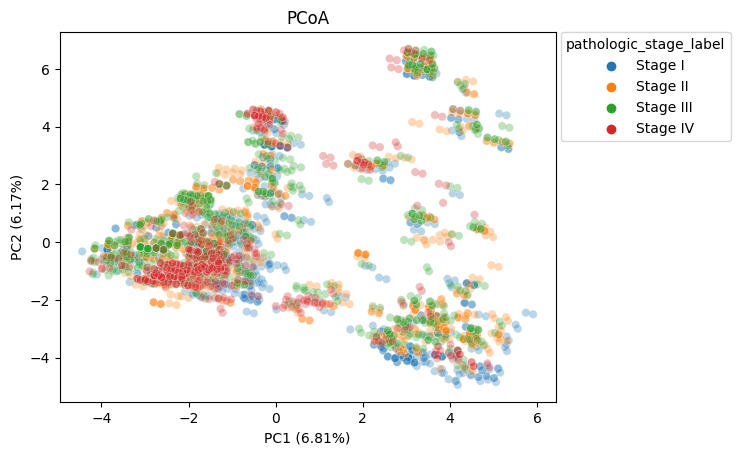 PCoA
pathologic_stage_label
Stage I
Stage II
Stage III
Stage IV
PC2 (6.17%)
6
4
2
0
−2
−4
−4
−2
0
2
4
6
PC1 (6.81%)